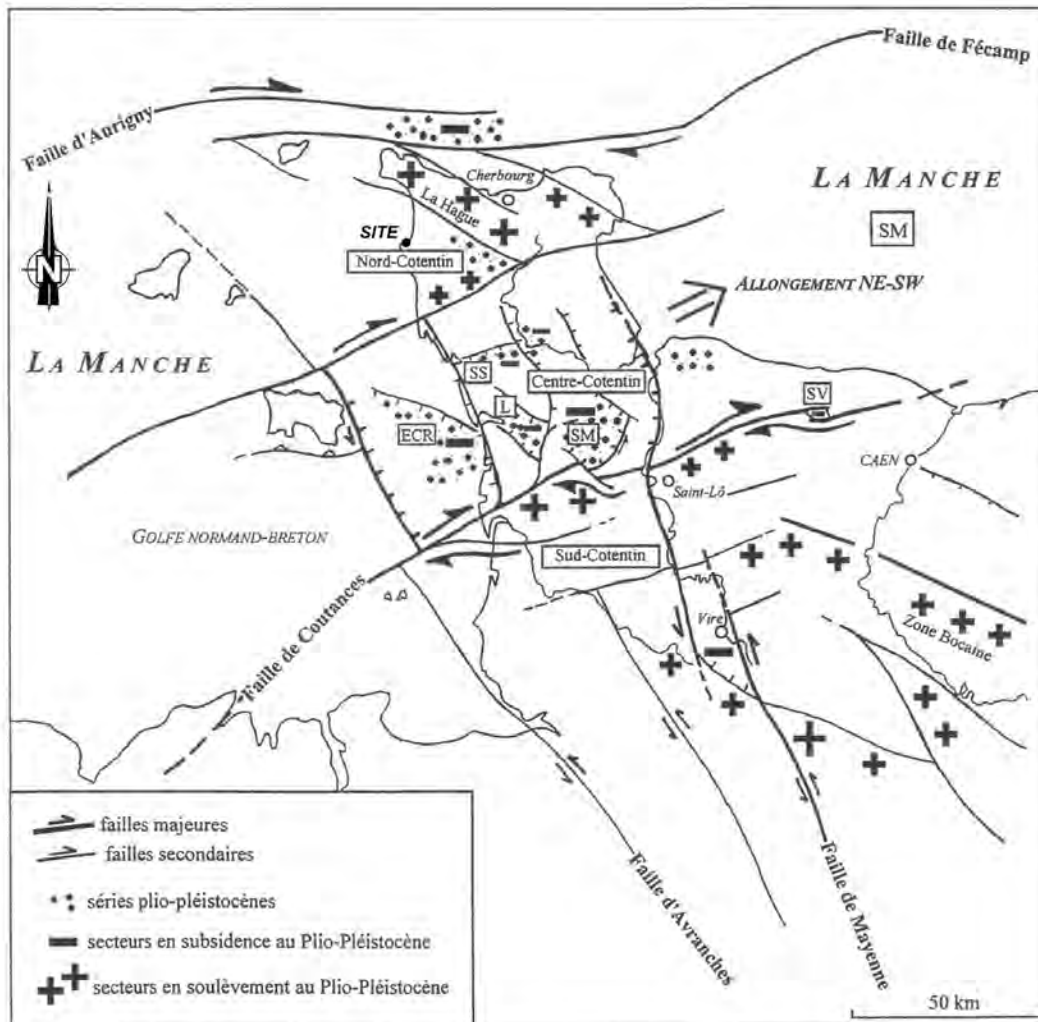 Faille de Fécamp
Faille d'Aurigny
LA MANCHE
SM
Cherbourg
La Hague
SITE
Nord-Cotentin
N
ALLONGEMENT NE-SW
LA MANCHE
SS
Centre-Cotentin
SV
L
ECR
SM
CAEN
Saint-Lô
GOLFE NORMAND-BRETON
Sud-Cotentin
Faille de Coutances
Vire
Zone Bocaine
Faille d'Avranches
Faille de Mayenne
failles majeures
failles secondaires
séries plio-pléistocènes
secteurs en subsidence au Plio-Pléistocène
secteurs en soulèvement au Plio-Pléistocène
50 km